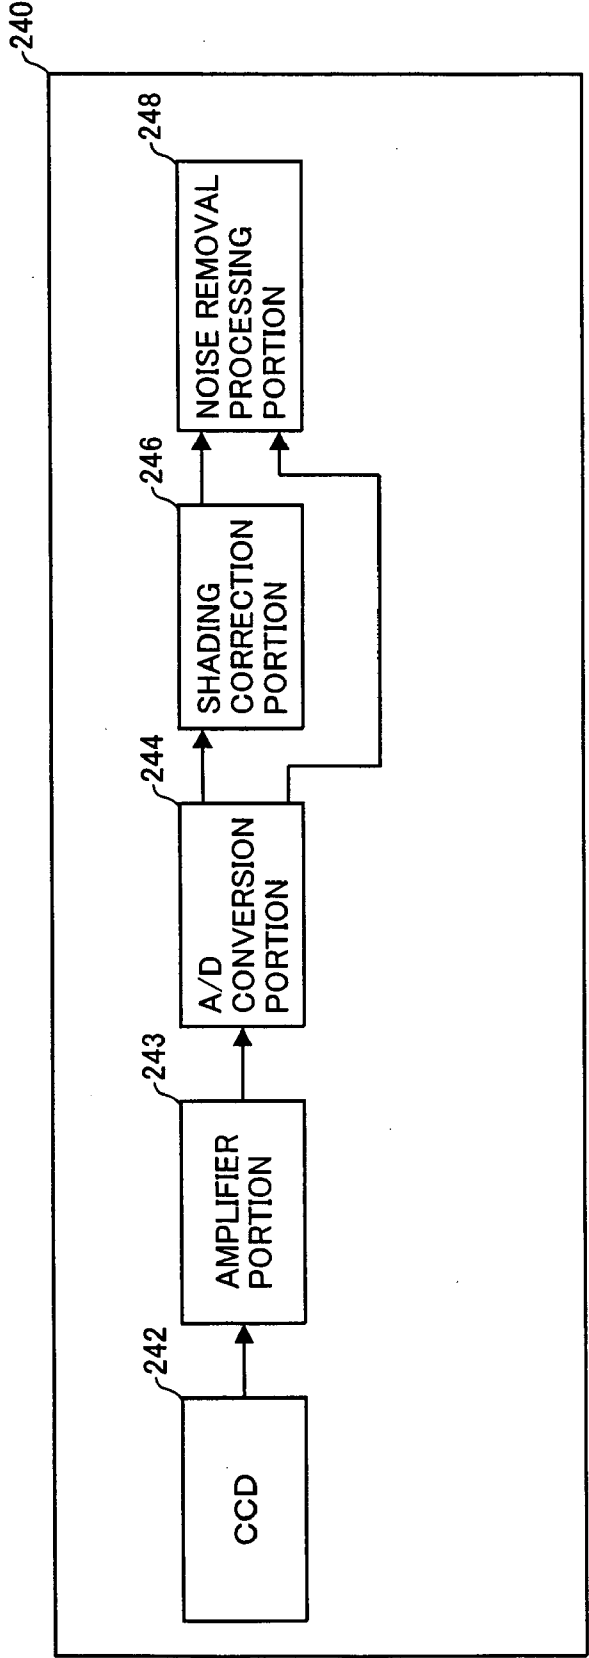 240
242
CCD
243
AMPLIFIER
PORTION
244
A/D
CONVERSION
PORTION
246
SHADING
CORRECTION
PORTION
248
NOISE REMOVAL
PROCESSING
PORTION